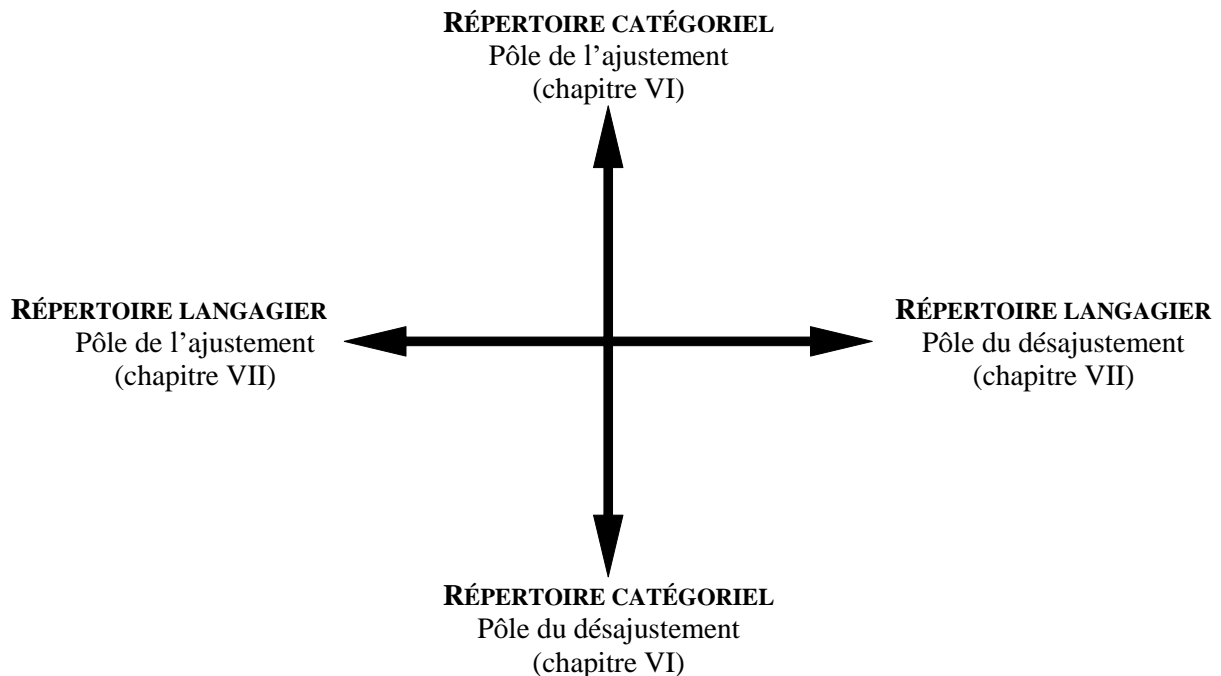 RÉPERTOIRE CATÉGORIEL
Pôle de l’ajustement
(chapitre VI)
RÉPERTOIRE LANGAGIER
Pôle de l’ajustement
(chapitre VII)
RÉPERTOIRE LANGAGIER
Pôle du désajustement
(chapitre VII)
RÉPERTOIRE CATÉGORIEL
Pôle du désajustement
(chapitre VI)